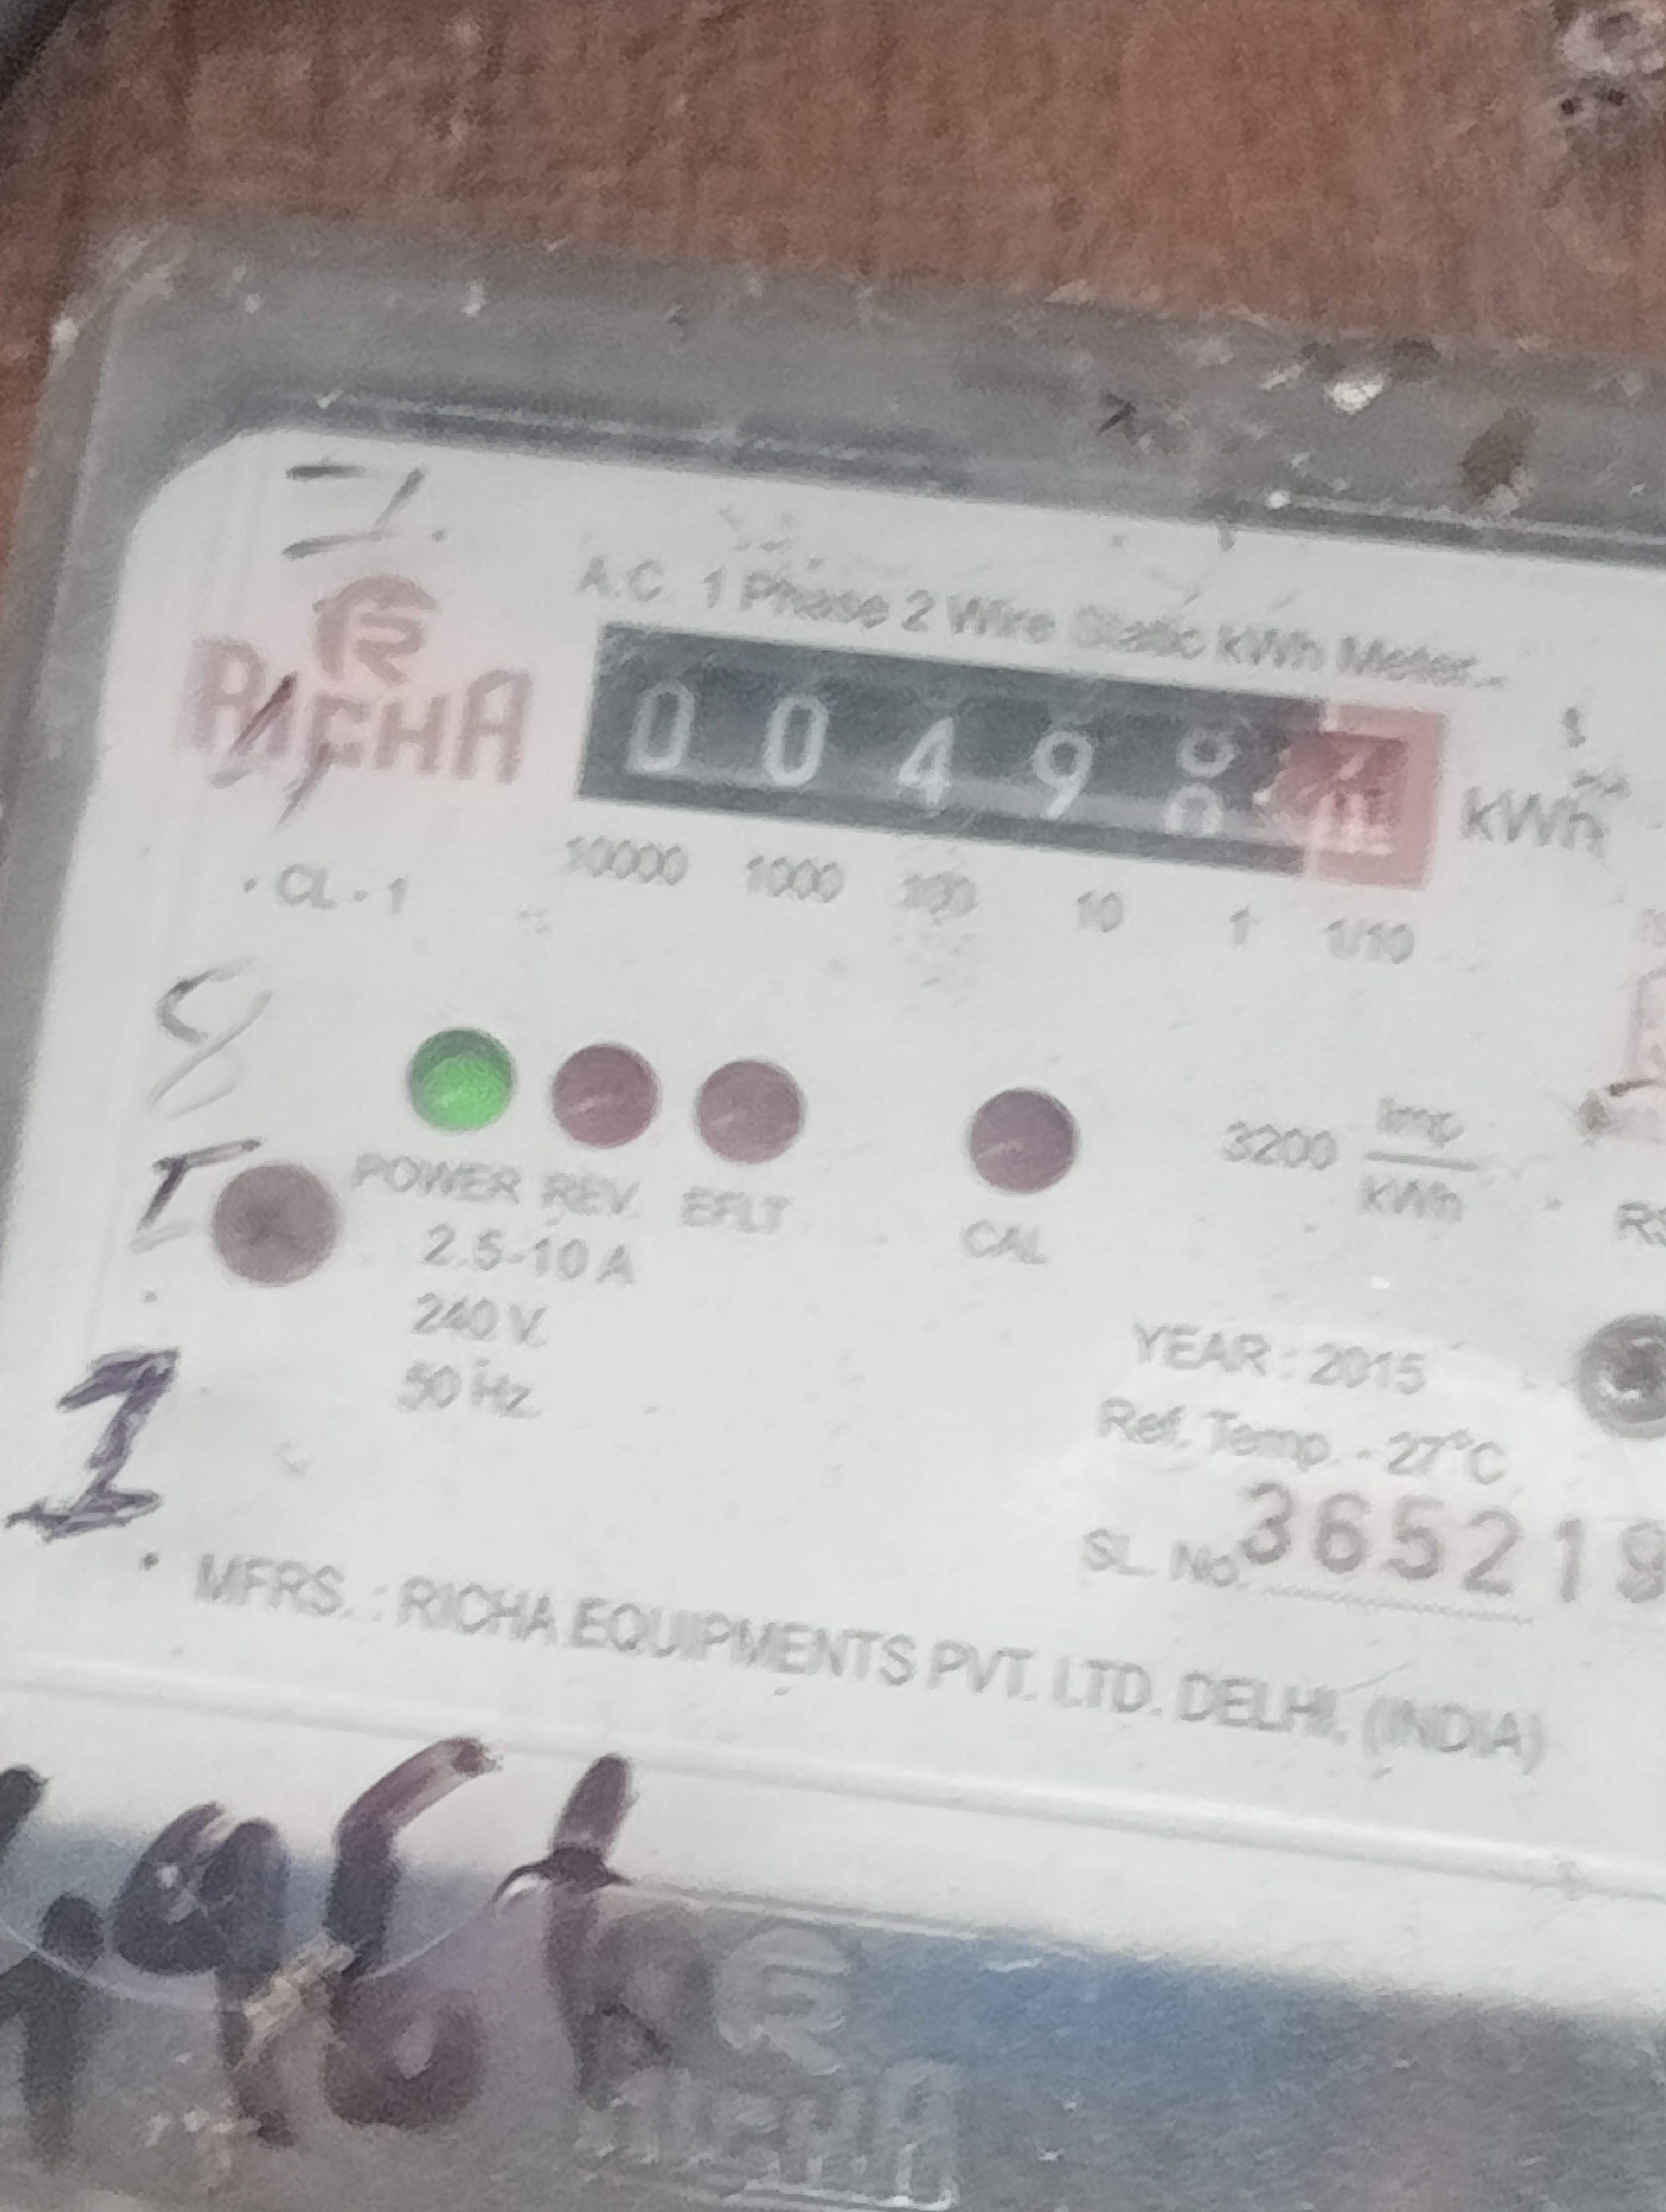 RICHA
A.C. 1 Phase 2 Wire Static kWh Meter
0 0 4 9
kWh
10000 1000 100 10 1 1/10
CL - 1
POWER REV. EFLT CAL
3200 Imp
kWh
2.5-10 A
240 V.
50 Hz.
YEAR : 2015
Ref. Temp. - 27°C
SL. No. 365219
MFRS. : RICHA EQUIPMENTS PVT. LTD. DELHI. (INDIA)
RICHA